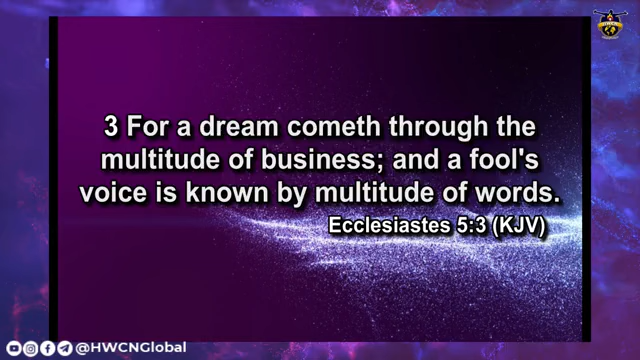 3 For a dream cometh through the
multitude of business; and a fool's
voice is known by multitude of words.
Ecclesiastes 5:3 (KJV)
@HWCNGlobal